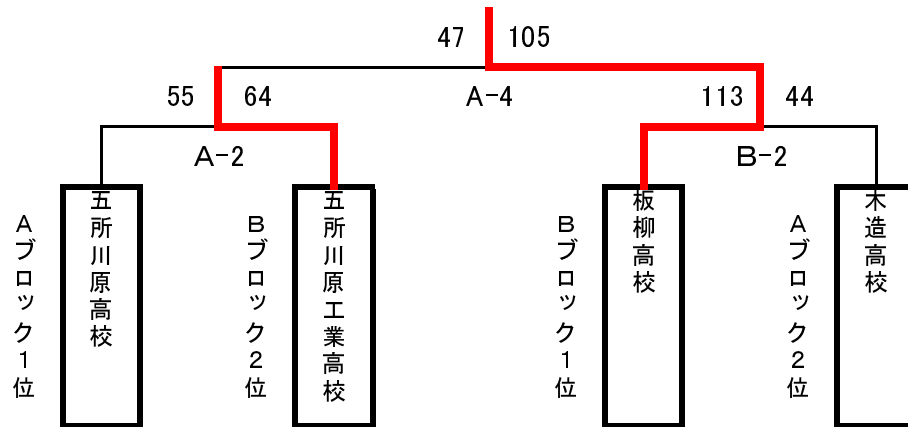 47 105
55 64
A-4
113 44
A-2
B-2
Aブロック1位
五所川原高校
Bブロック2位
五所川原工業高校
Bブロック1位
板柳高校
Aブロック2位
木造高校